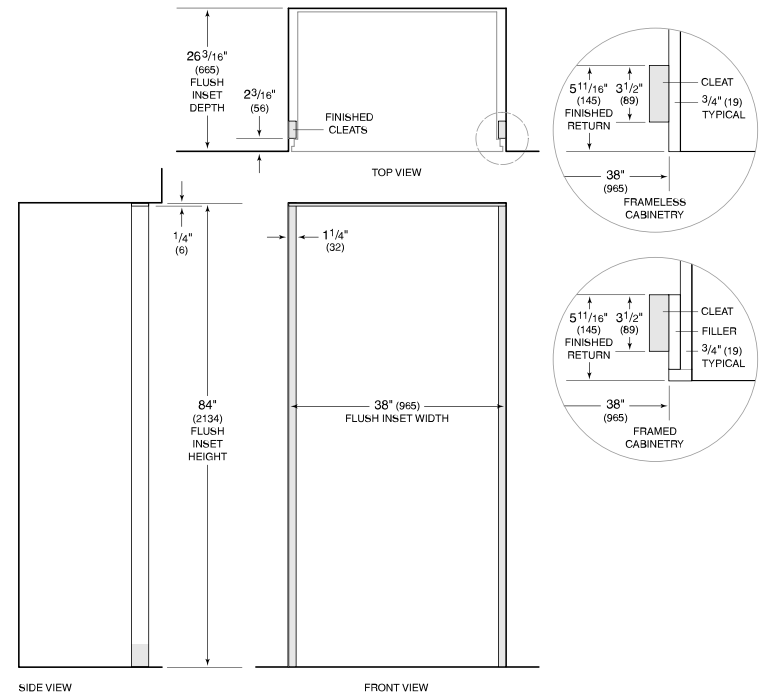 26 3/16"
(665)
FLUSH
INSET
DEPTH
2 3/16"
(56)
FINISHED
CLEATS
TOP VIEW
5 11/16"
(145)
FINISHED
RETURN
3 1/2"
(89)
CLEAT
3/4" (19)
TYPICAL
38"
(965)
FRAMELESS
CABINETRY
1/4"
(6)
1 1/4"
(32)
5 11/16"
(145)
FINISHED
RETURN
3 1/2"
(89)
CLEAT
FILLER
3/4" (19)
TYPICAL
38"
(965)
FRAMED
CABINETRY
84"
(2134)
FLUSH
INSET
HEIGHT
38" (965)
FLUSH INSET WIDTH
SIDE VIEW
FRONT VIEW